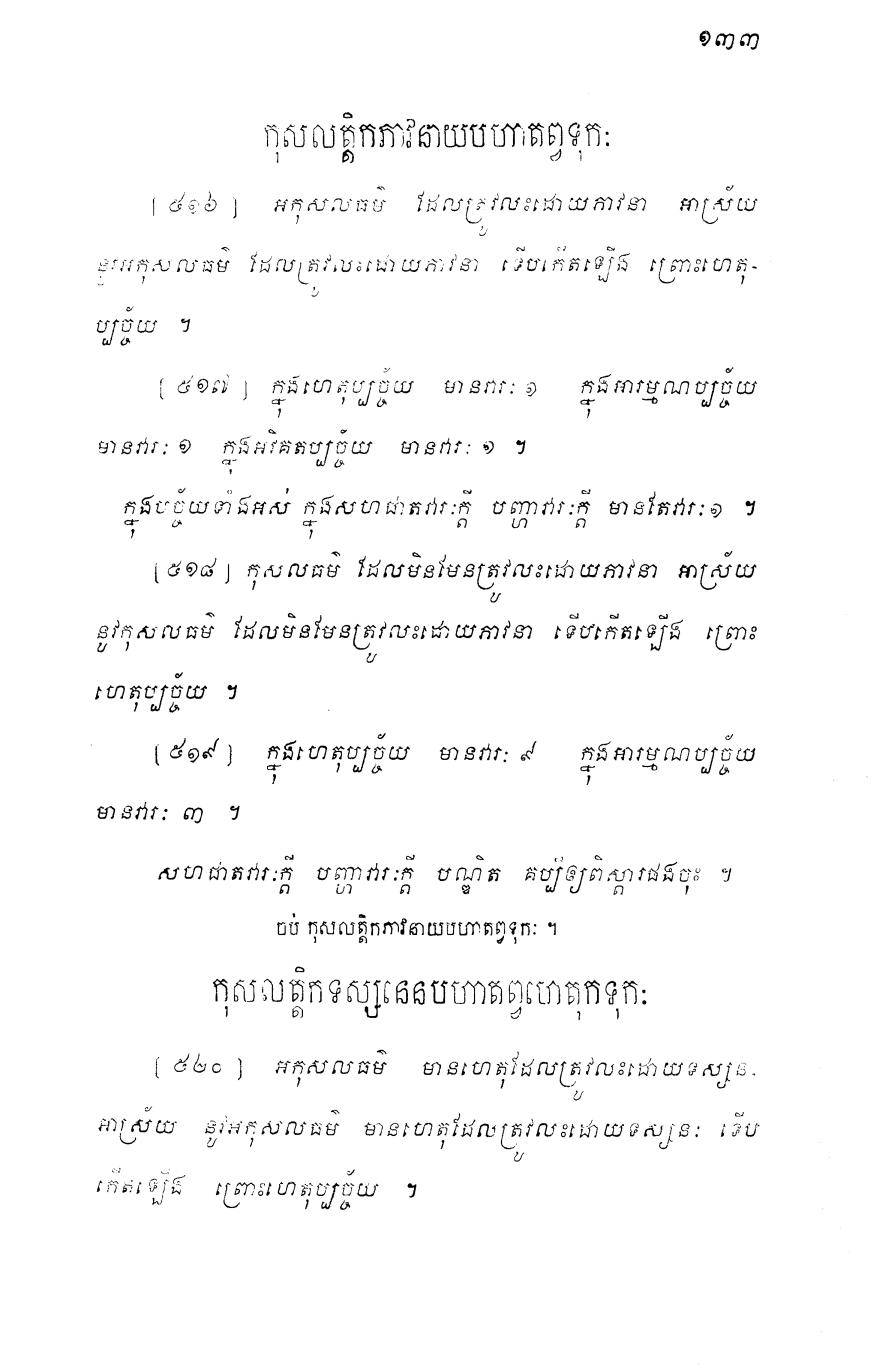 ១៣៣
កុសលត្តិកភាវនាយបហាតព្វទុកៈ
[ ៥១៦ ] អកុសលធម៌ ដែលត្រូវលះដោយភាវនា អាស្រ័យ
នូវអកុសលធម៌ ដែលត្រូវលះដោយភាវនា ទើបកើតឡើង ព្រោះហេតុ-
ប្បច្ច័យ ។
[ ៥១៧ ] ក្នុងហេតុប្បច្ច័យ មានវារៈ ១ ក្នុងអារម្មណប្បច្ច័យ
មានវារៈ ១ ក្នុងអវិគតប្បច្ច័យ មានវារៈ ១ ។
ក្នុងបច្ច័យទាំងអស់ ក្នុងសហជាតវារៈក្តី បញ្ហាវារៈក្តី មានតែវារៈ១ ។
[ ៥១៨ ] កុសលធម៌ ដែលមិនមែនត្រូវលះដោយភាវនា អាស្រ័យ
នូវកុសលធម៌ ដែលមិនមែនត្រូវលះដោយភាវនា ទើបកើតឡើង ព្រោះ
ហេតុប្បច្ច័យ ។
[ ៥១៩ ] ក្នុងហេតុប្បច្ច័យ មានវារៈ ៩ ក្នុងអារម្មណប្បច្ច័យ
មានវារៈ ៣ ។
សហជាតវារៈក្តី បញ្ហាវារៈក្តី បណ្ឌិត គប្បីឲ្យពិស្តារផងចុះ ។
ចប់ កុសលត្តិកភាវនាយបហាតព្វទុកៈ ។
កុសលត្តិកទស្សនេនបហាតព្វហេតុកទុកៈ
[ ៥២០ ] អកុសលធម៌ មានហេតុដែលត្រូវលះដោយទស្សនៈ
អាស្រ័យ នូវអកុសលធម៌ មានហេតុដែលត្រូវលះដោយទស្សនៈ ទើប
កើតឡើង ព្រោះហេតុប្បច្ច័យ ។